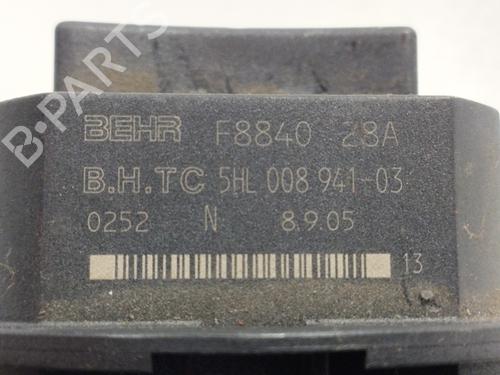 BEHR F8840 28A
B.H.TC 5HL 008 941-03
0252 N 8.9.05
13
B-PARTS